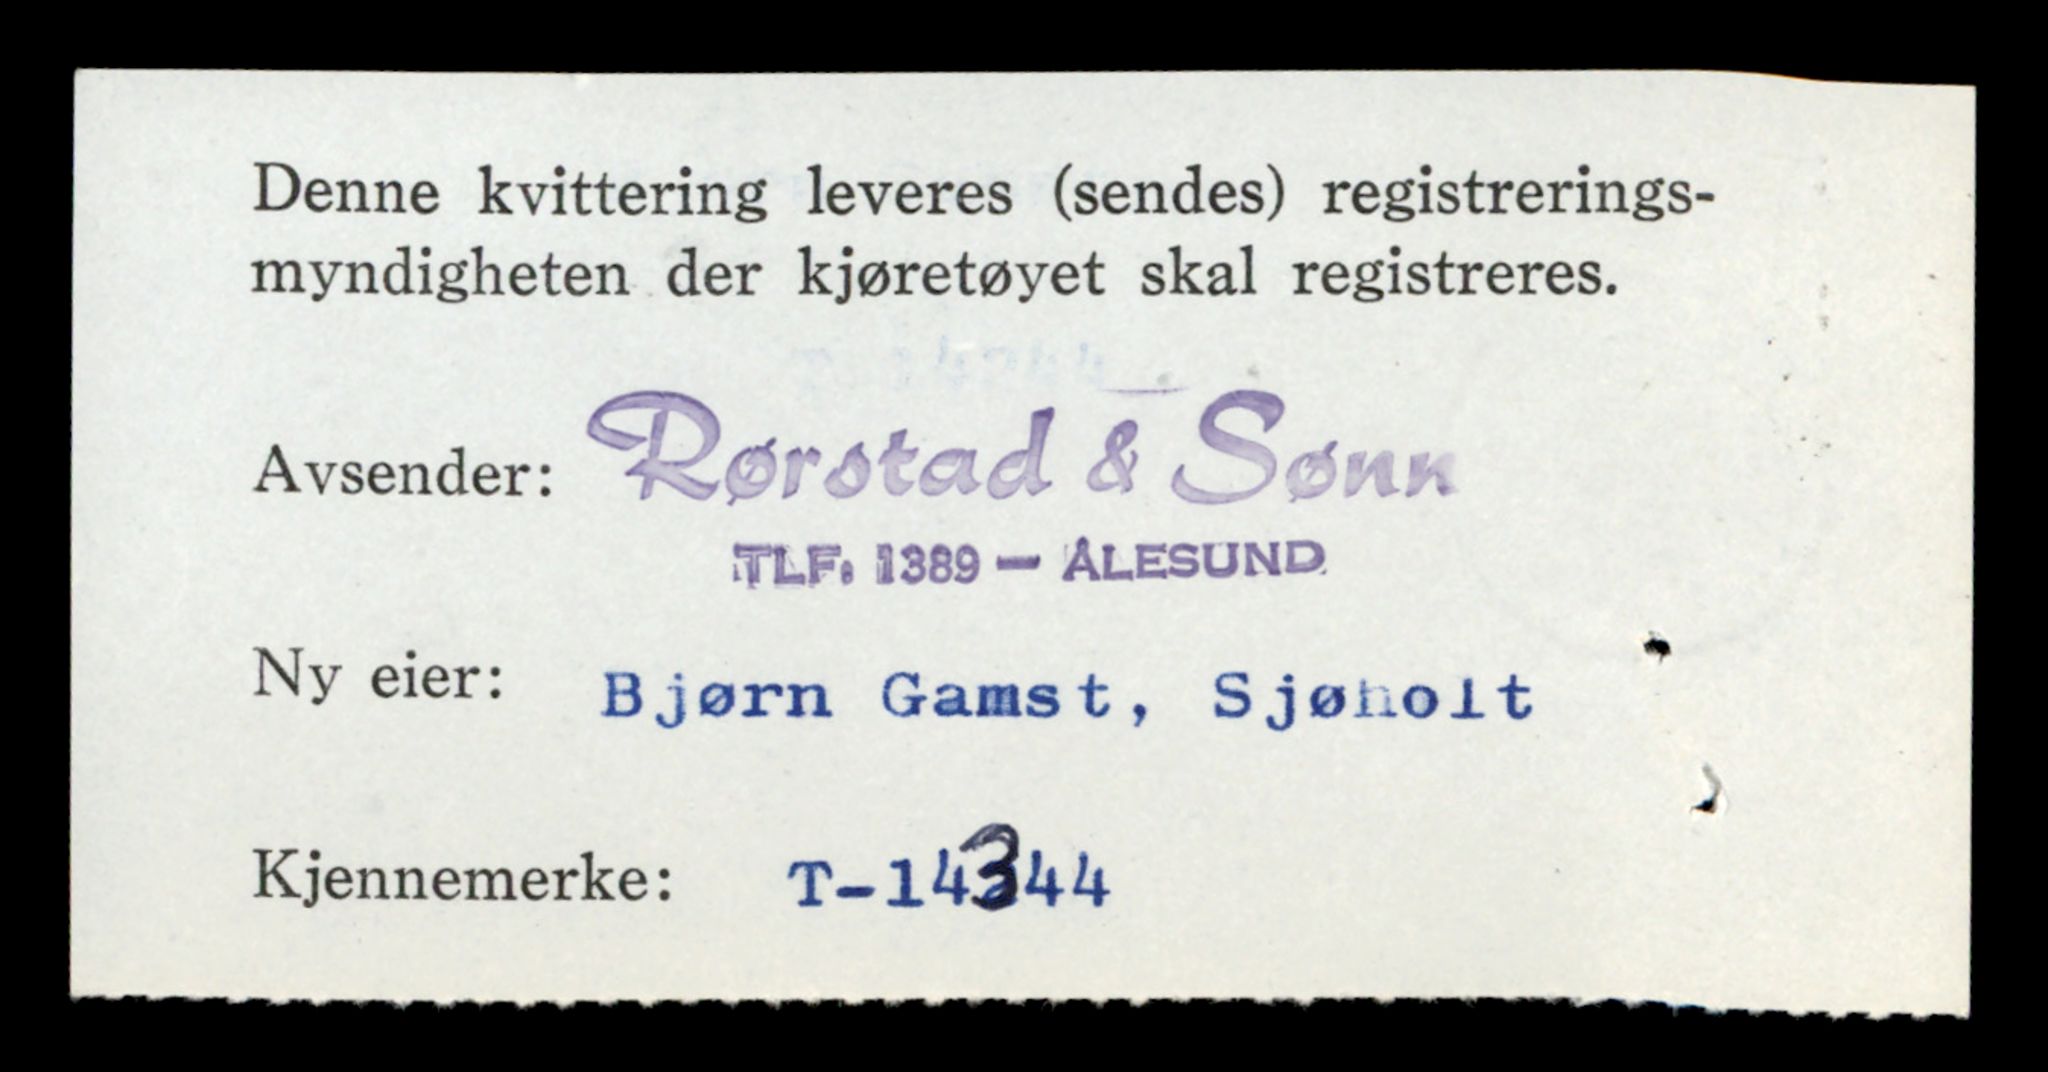 Denne kvittering leveres (sendes) registrerings-
myndigheten der kjøretøyet skal registreres.
Avsender: Rørstad & Sønn
TLF. 1389 — ÅLESUND
Ny eier: Bjørn Gamst, Sjøholt
Kjennemerke: T-14344